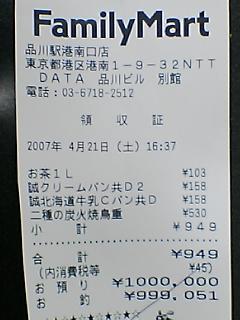 FamilyMart
品川駅港南口店
東京都港区港南1-9-32NTT
DATA 品川ビル 別館
電話:03-6718-2512
領 収 証
2007年 4月21日(土) 16:37
お茶1L ¥103
誠クリームパン共D2 ¥158
誠北海道牛乳Cパン共D ¥158
二種の炭火焼鳥重 ¥530
小 計 ¥949
合 計 ¥949
(内消費税等 ¥45)
お 預 り ¥1000,000
お 釣 ¥999,051